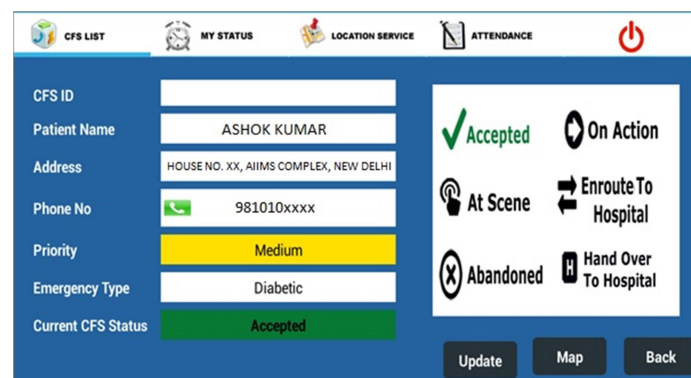 CFS LIST
MY STATUS
LOCATION SERVICE
ATTENDANCE
CFS ID
Patient Name
ASHOK KUMAR
Address
HOUSE NO. XX, AIIMS COMPLEX, NEW DELHI
Phone No
981010xxxx
Priority
Medium
Emergency Type
Diabetic
Current CFS Status
Accepted
Accepted
On Action
At Scene
Enroute To
Hospital
Abandoned
H
Hand Over
To Hospital
Update
Map
Back